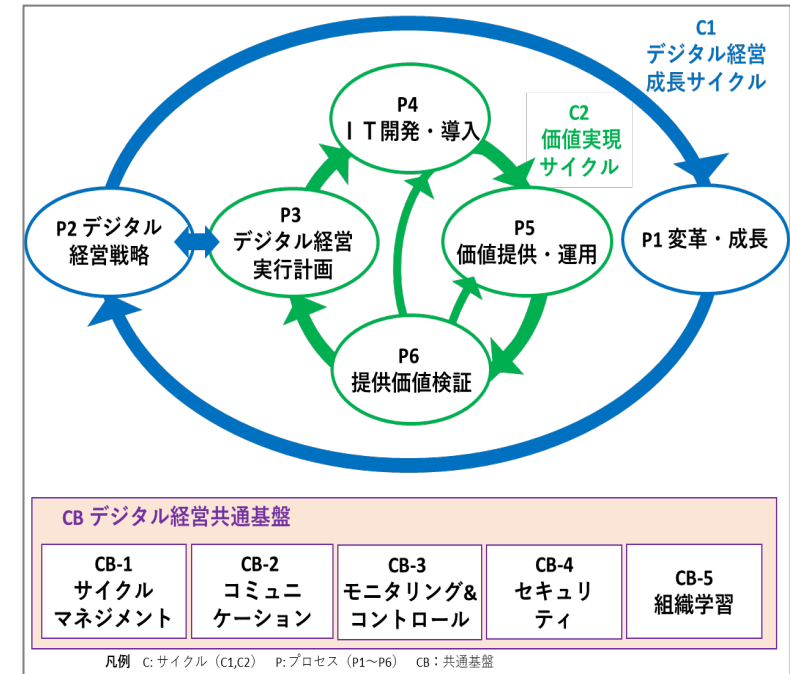 C1
デジタル経営
成長サイクル
P4
IT開発・導入
C2
価値実現
サイクル
P2 デジタル
経営戦略
P3
デジタル経営
実行計画
P5
価値提供・運用
P1 変革・成長
P6
提供価値検証
CB デジタル経営共通基盤
CB-1
サイクル
マネジメント
CB-2
コミュニ
ケーション
CB-3
モニタリング&
コントロール
CB-4
セキュリ
ティ
CB-5
組織学習
凡例 C: サイクル（C1,C2） P: プロセス（P1～P6） CB：共通基盤